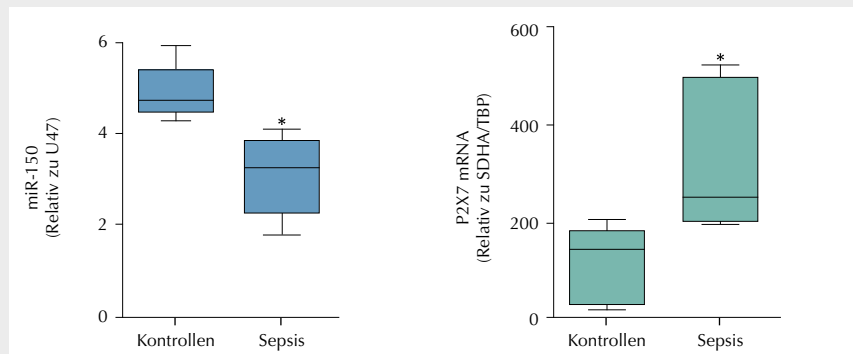 miR-150
(Relativ zu U47)
6
4
2
0
*
Kontrollen
Sepsis
P2X7 mRNA
(Relativ zu SDHA/TBP)
600
400
200
0
*
Kontrollen
Sepsis